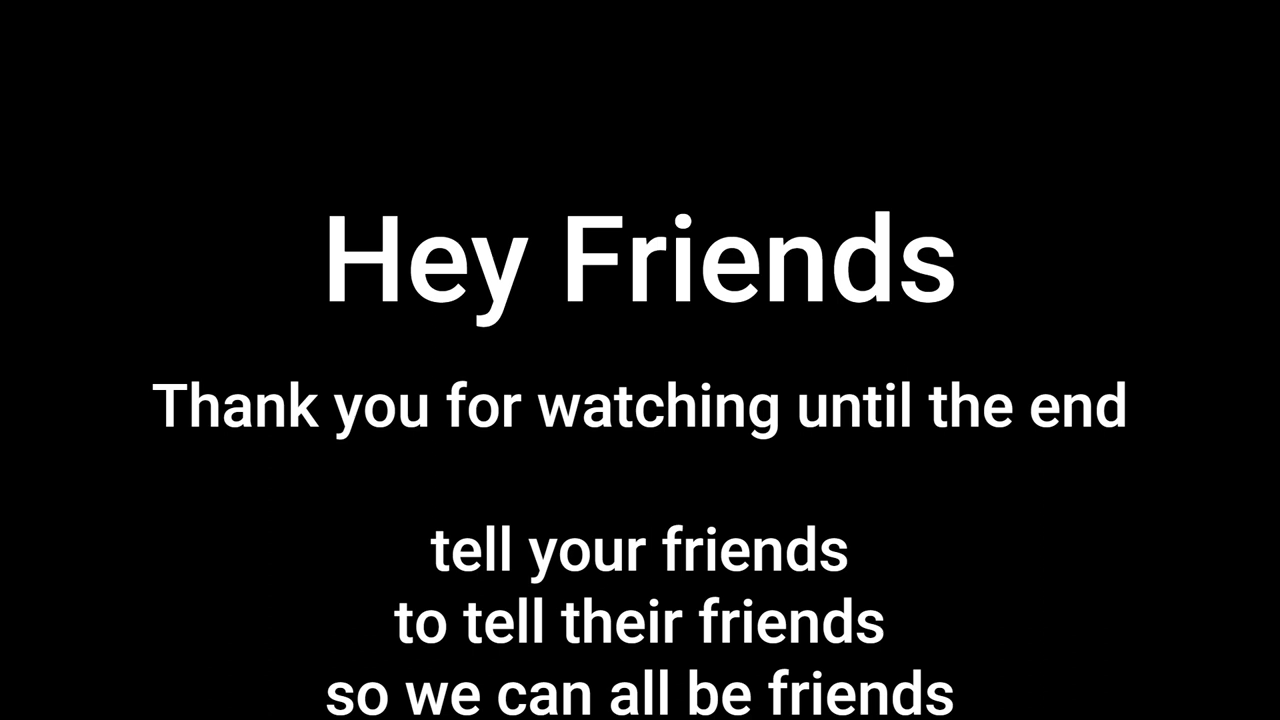 Hey Friends
Thank you for watching until the end
tell your friends
to tell their friends
so we can all be friends